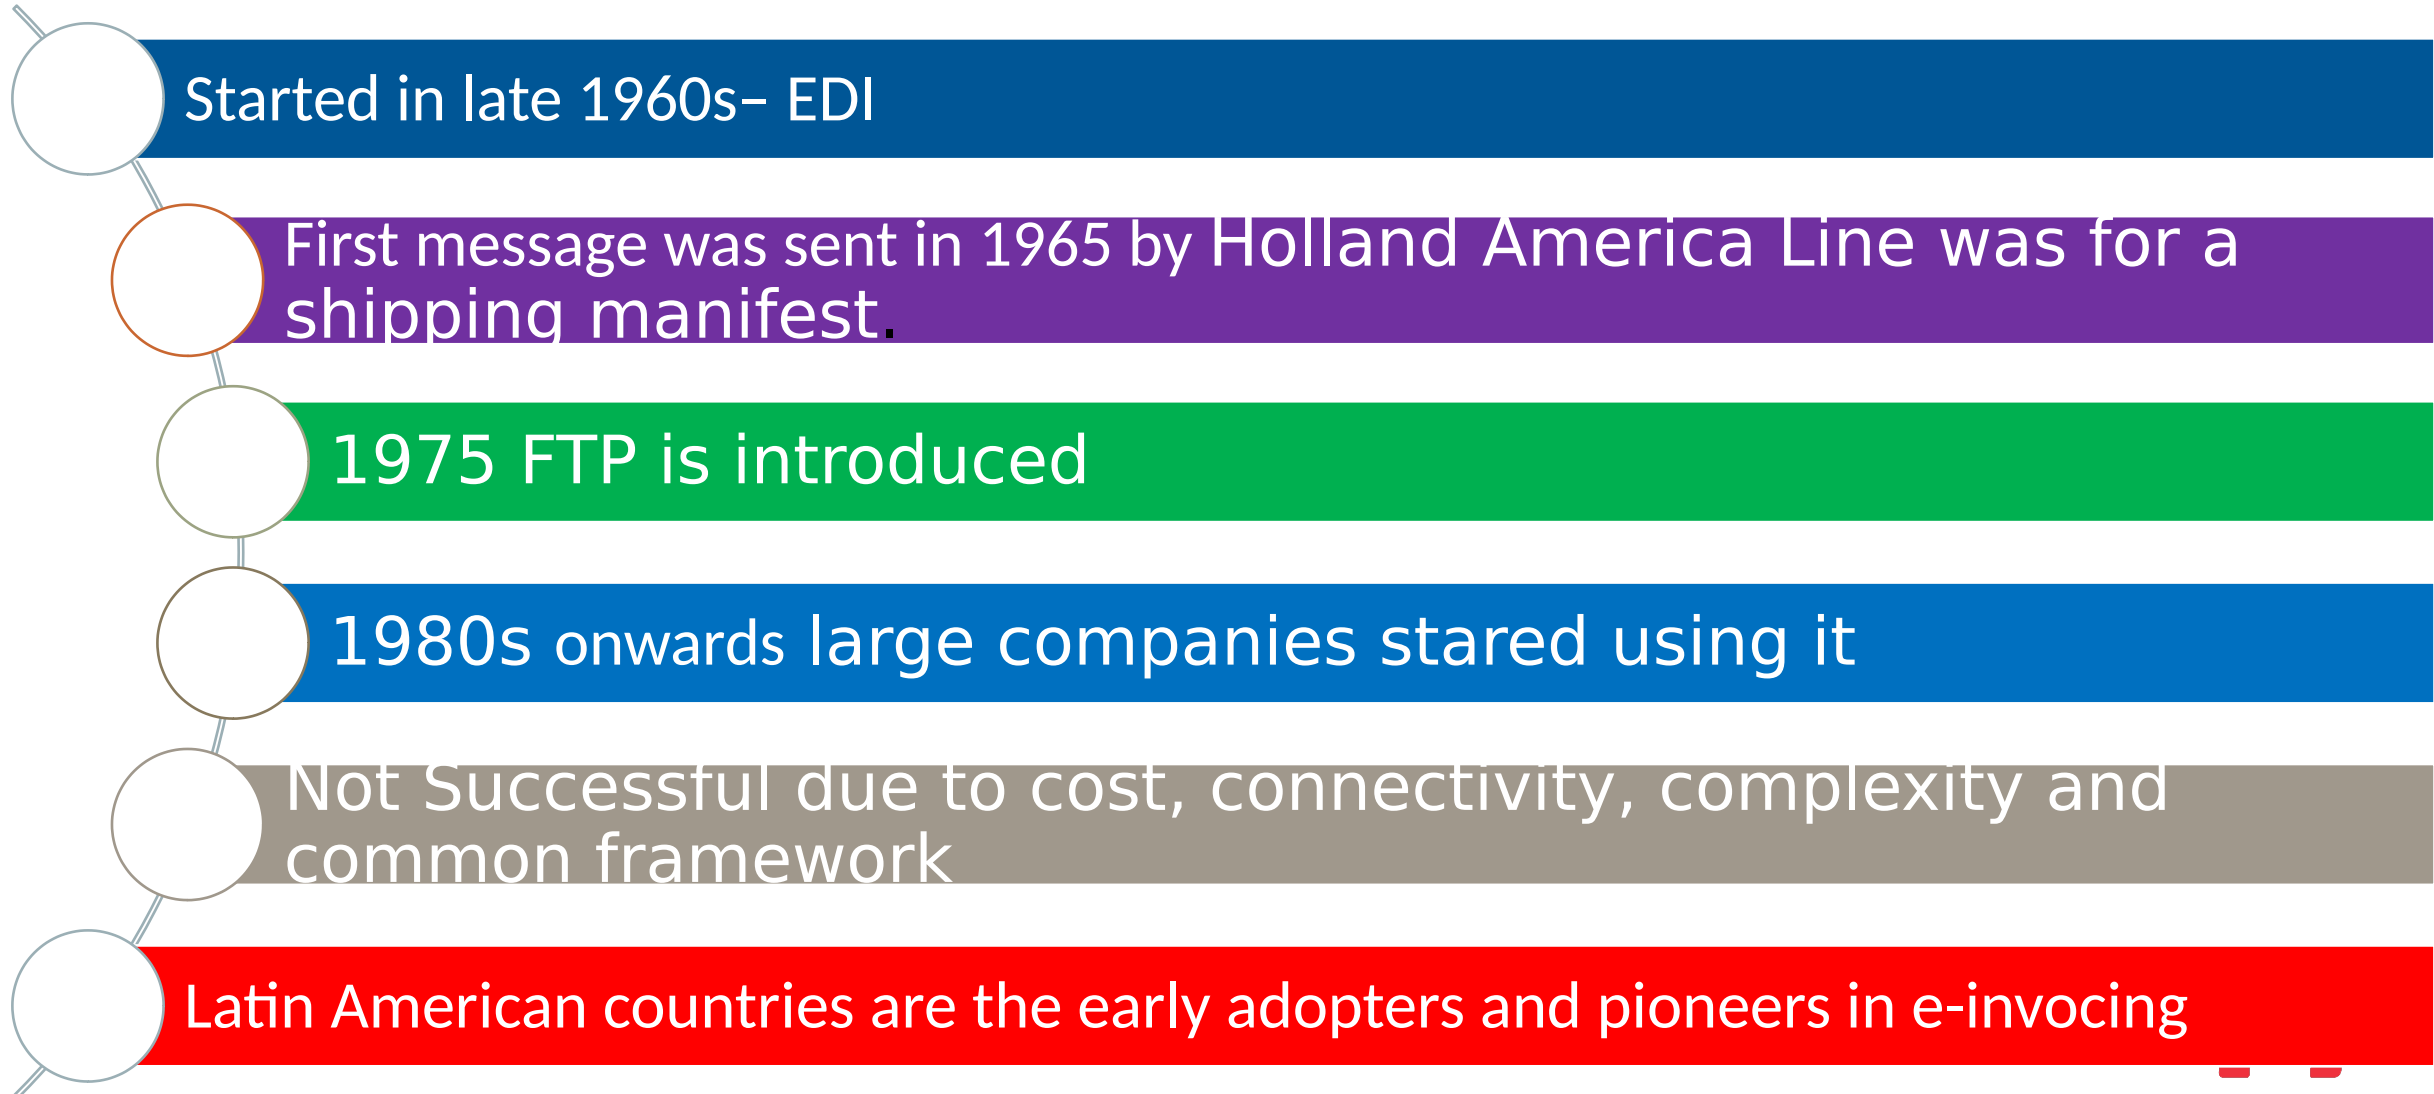 Started in late 1960s– EDI
First message was sent in 1965 by Holland America Line was for a
shipping manifest.
1975 FTP is introduced
1980s onwards large companies stared using it
Not Successful due to cost, connectivity, complexity and
common framework
Latin American countries are the early adopters and pioneers in e-invocing